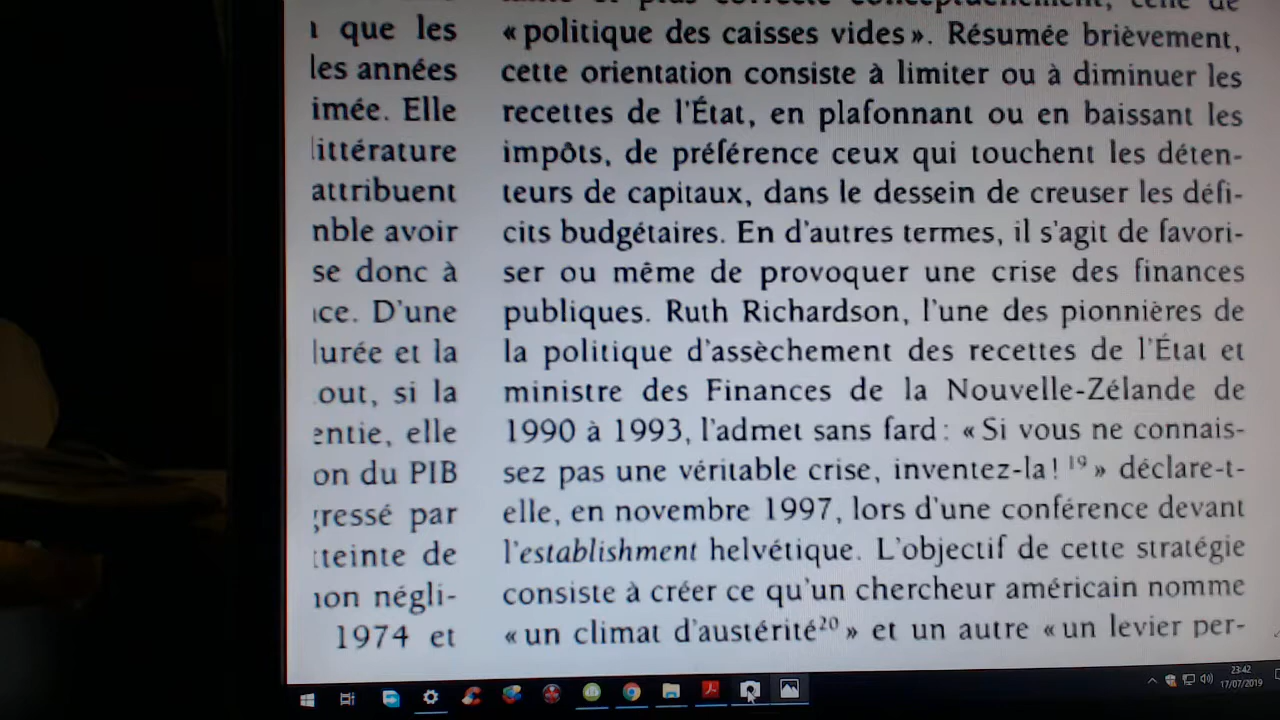 que les
les années
imée. Elle
littérature
attribuent
nble avoir
se donc à
ce. D'une
lurée et la
out, si la
entie, elle
on du PIB
gressé par
tteinte de
non négli-
1974 et
« politique des caisses vides ». Résumée brièvement,
cette orientation consiste à limiter ou à diminuer les
recettes de l'État, en plafonnant ou en baissant les
impôts, de préférence ceux qui touchent les déten-
teurs de capitaux, dans le dessein de creuser les défi-
cits budgétaires. En d'autres termes, il s'agit de favori-
ser ou même de provoquer une crise des finances
publiques. Ruth Richardson, l'une des pionnières de
la politique d'assèchement des recettes de l'État et
ministre des Finances de la Nouvelle-Zélande de
1990 à 1993, l'admet sans fard : « Si vous ne connais-
sez pas une véritable crise, inventez-la ! 19 » déclare-t-
elle, en novembre 1997, lors d'une conférence devant
l'establishment helvétique. L'objectif de cette stratégie
consiste à créer ce qu'un chercheur américain nomme
« un climat d'austérité20 » et un autre « un levier per-
23:42
17/07/2019